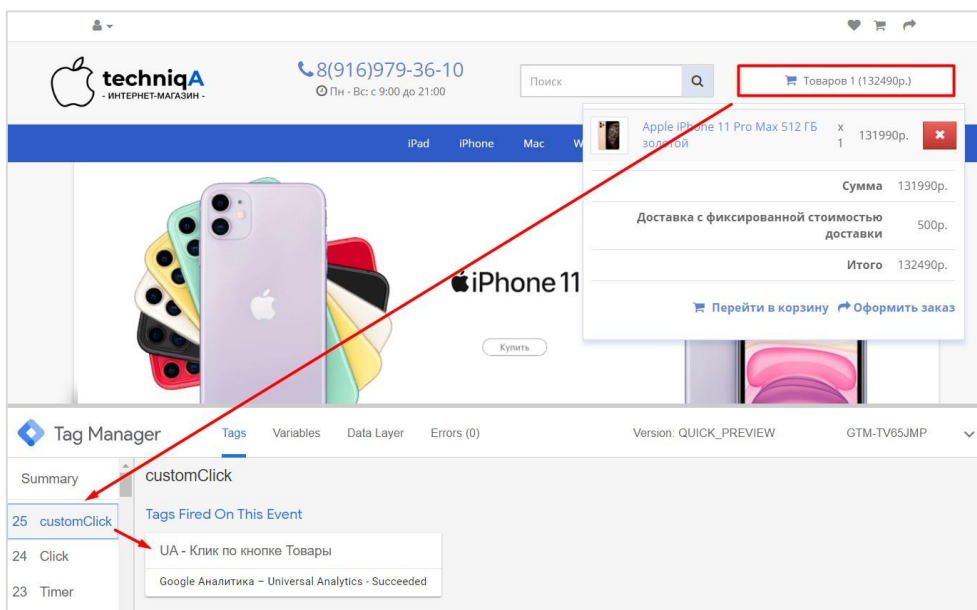 techniqA
- ИНТЕРНЕТ-МАГАЗИН -
8(916)979-36-10
Пн - Вс: с 9:00 до 21:00
Поиск
Товаров 1 (132490р.)
iPad iPhone Mac W
Apple iPhone 11 Pro Max 512 ГБ золотой
x 1
131990р.
Сумма 131990р.
Доставка с фиксированной стоимостью
доставки
500р.
Итого 132490р.
Перейти в корзину Оформить заказ
iPhone 11
Купить
Tag Manager
Tags Variables Data Layer Errors (0) Version: QUICK_PREVIEW GTM-TV65JMP
Summary
customClick
25 customClick
Tags Fired On This Event
24 Click
UA - Клик по кнопке Товары
Google Аналитика – Universal Analytics - Succeeded
23 Timer